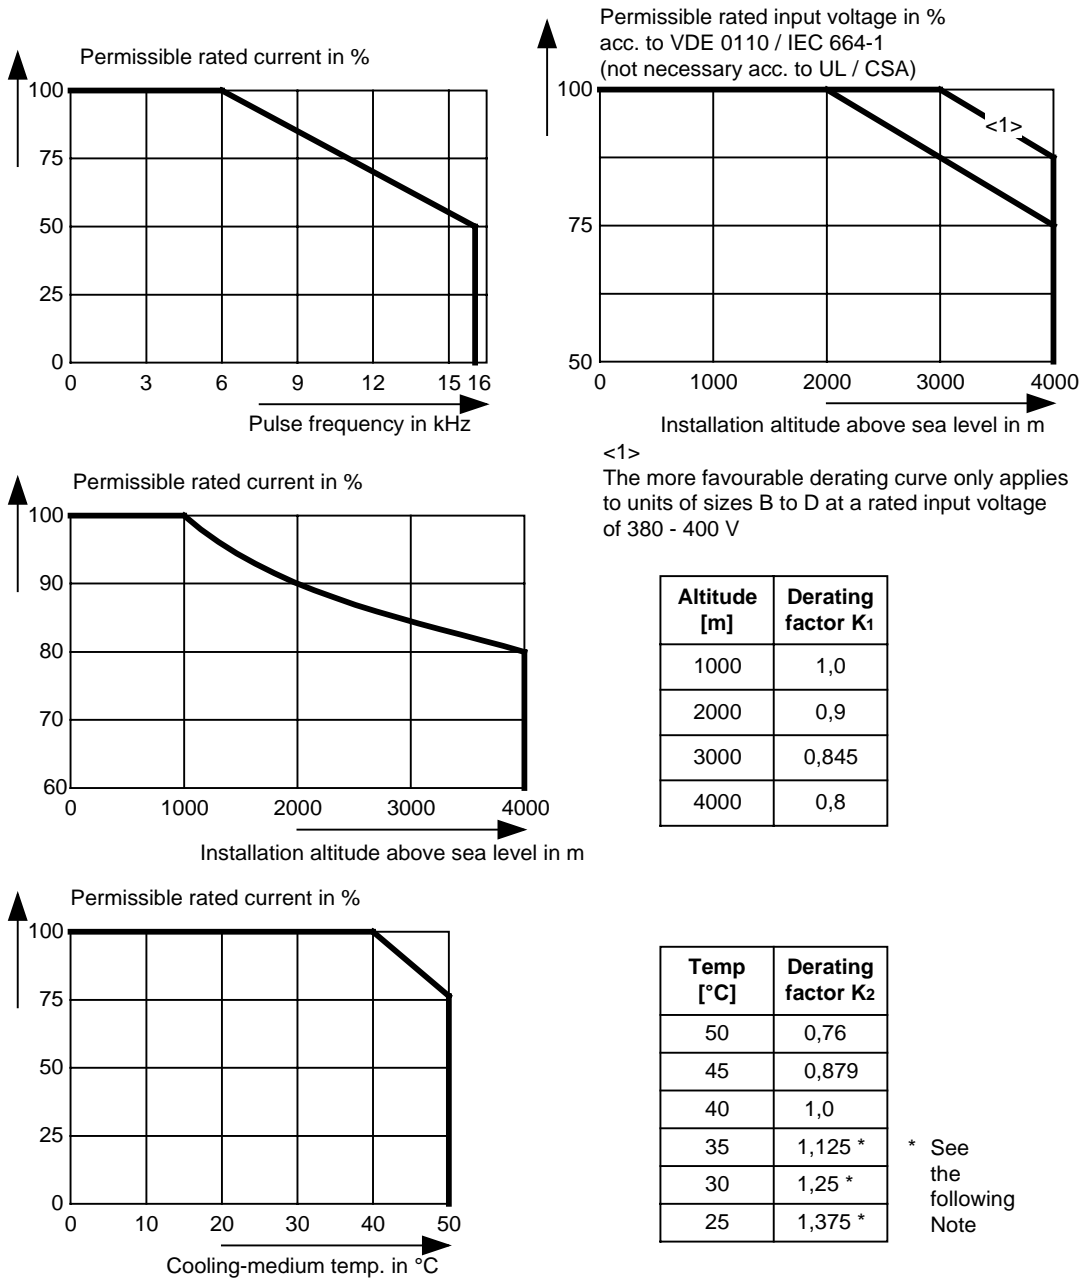 Permissible rated current in %
100
75
50
25
0
0 3 6 9 12 15 16
Pulse frequency in kHz
Permissible rated input voltage in %
acc. to VDE 0110 / IEC 664-1
(not necessary acc. to UL / CSA)
100
75
50
<1>
0 1000 2000 3000 4000
Installation altitude above sea level in m
<1>
The more favourable derating curve only applies
to units of sizes B to D at a rated input voltage
of 380 - 400 V
Permissible rated current in %
100
90
80
70
60
0 1000 2000 3000 4000
Installation altitude above sea level in m
Altitude [m] Derating factor K1
1000 1,0
2000 0,9
3000 0,845
4000 0,8
Permissible rated current in %
100
75
50
25
0
0 10 20 30 40 50
Cooling-medium temp. in °C
Temp [°C] Derating factor K2
50 0,76
45 0,879
40 1,0
35 1,125 *
30 1,25 *
25 1,375 *
* See
the
following
Note